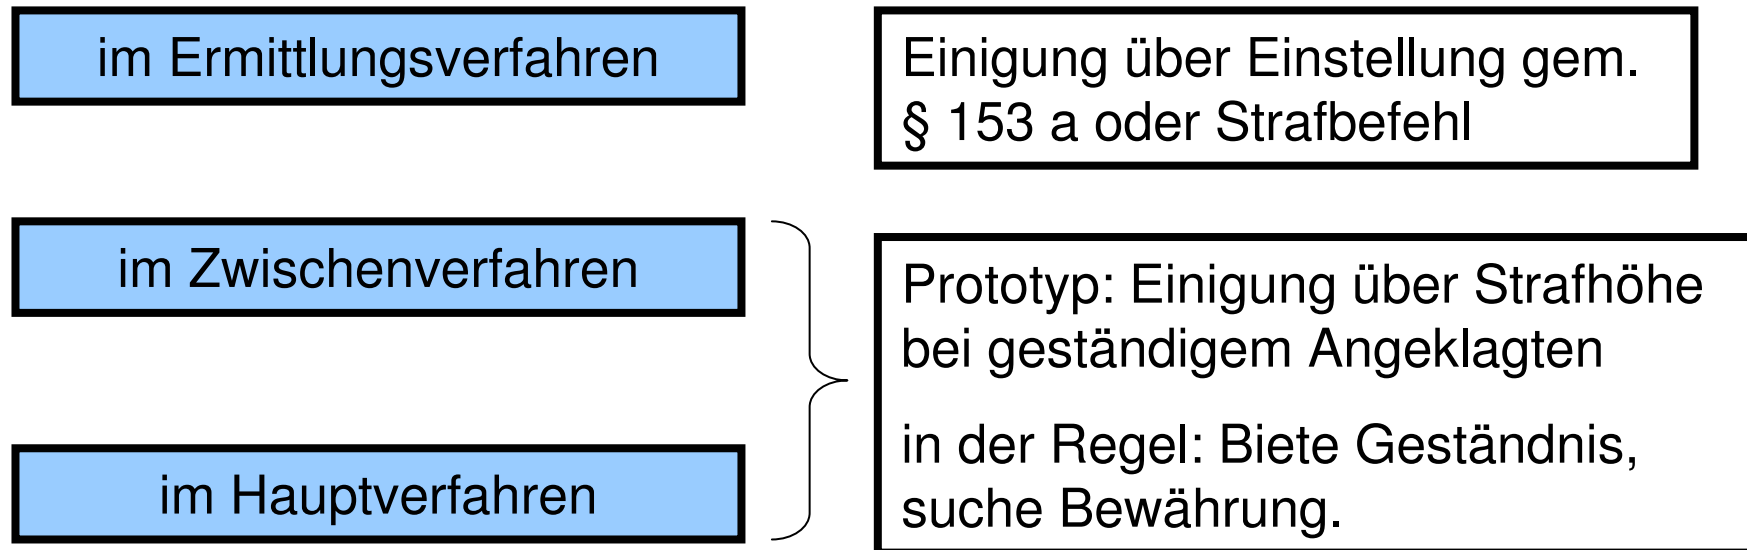 im Ermittlungsverfahren
Einigung über Einstellung gem.
§ 153 a oder Strafbefehl
im Zwischenverfahren
im Hauptverfahren
Prototyp: Einigung über Strafhöhe
bei geständigem Angeklagten
in der Regel: Biete Geständnis,
suche Bewährung.